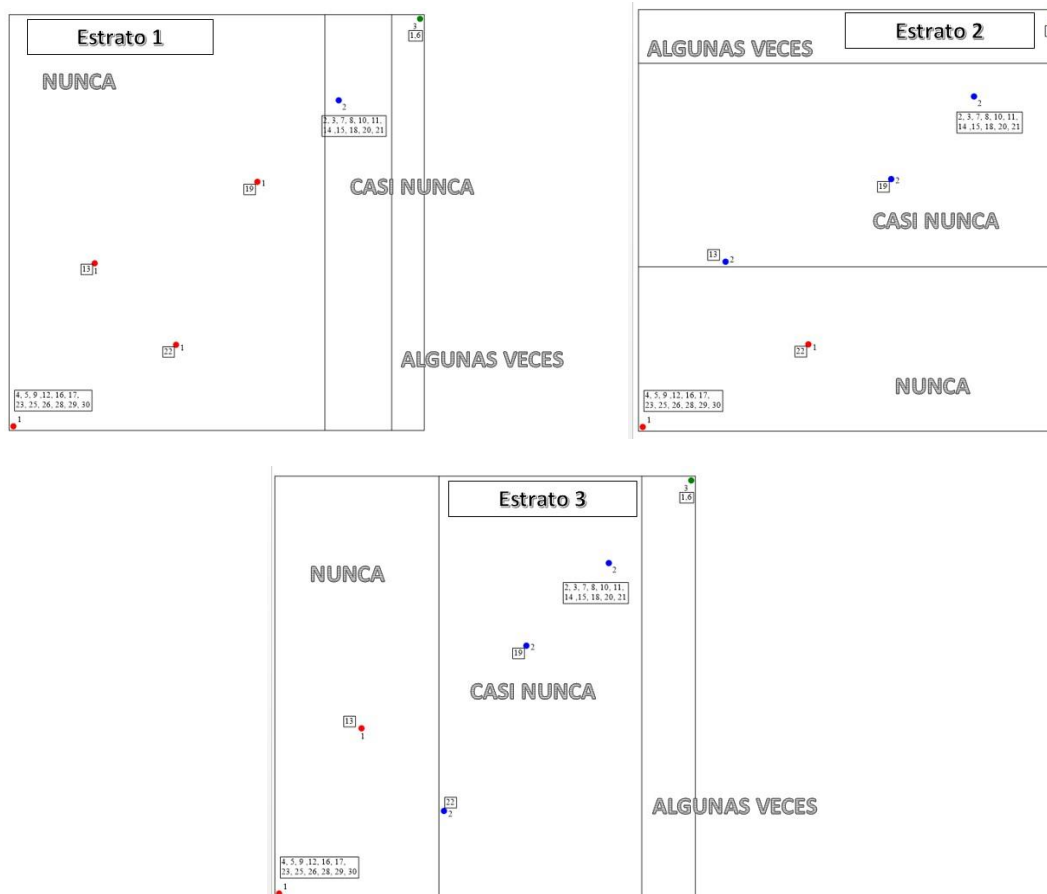 Estrato 1
3
1,6
NUNCA
2
2, 3, 7, 8, 10, 11,
14 ,15, 18, 20, 21
19
1
CASI NUNCA
13
1
22
1
ALGUNAS VECES
4, 5, 9 ,12, 16, 17,
23, 25, 26, 28, 29, 30
1
Estrato 2
ALGUNAS VECES
2
2, 3, 7, 8, 10, 11,
14 ,15, 18, 20, 21
19
2
CASI NUNCA
13
2
22
1
NUNCA
4, 5, 9 ,12, 16, 17,
23, 25, 26, 28, 29, 30
1
Estrato 3
3
1,6
NUNCA
2
2, 3, 7, 8, 10, 11,
14 ,15, 18, 20, 21
19
2
CASI NUNCA
13
1
22
2
ALGUNAS VECES
4, 5, 9 ,12, 16, 17,
23, 25, 26, 28, 29, 30
1